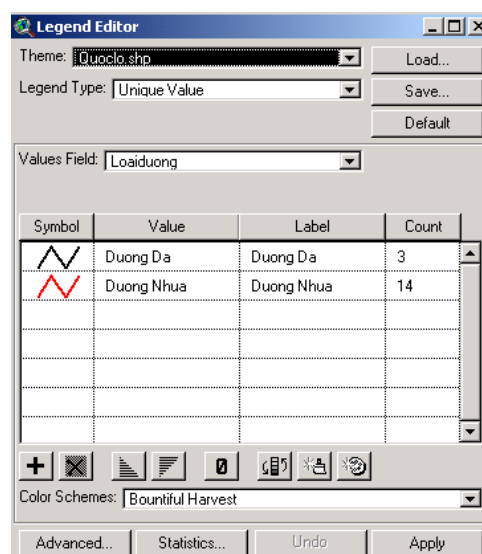 Legend Editor
Theme: Quoclo.shp Load...
Legend Type: Unique Value Save...
Default
Values Field: Loaiduong
Symbol Value Label Count
Duong Da Duong Da 3
Duong Nhua Duong Nhua 14
Color Schemes: Bountiful Harvest
Advanced... Statistics... Undo Apply